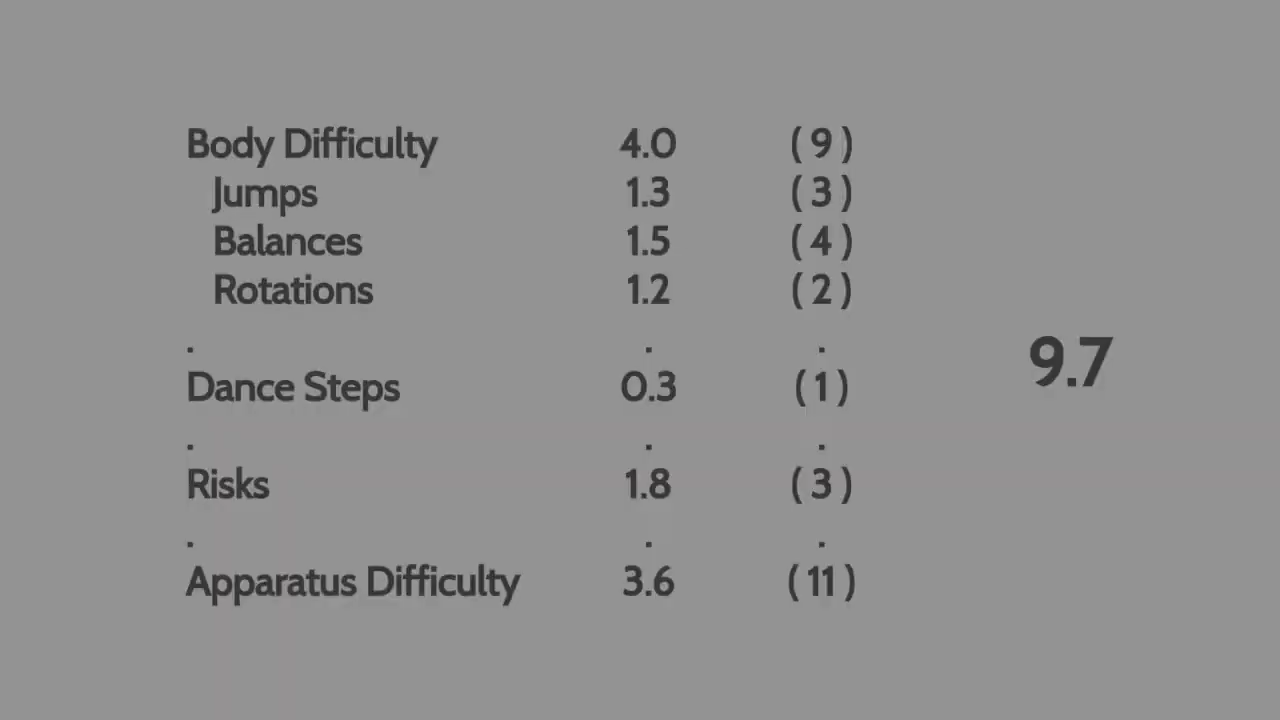 Body Difficulty 4.0 ( 9 )
Jumps 1.3 ( 3 )
Balances 1.5 ( 4 )
Rotations 1.2 ( 2 )
. . .
9.7
Dance Steps 0.3 ( 1 )
. . .
Risks 1.8 ( 3 )
. . .
Apparatus Difficulty 3.6 ( 11 )